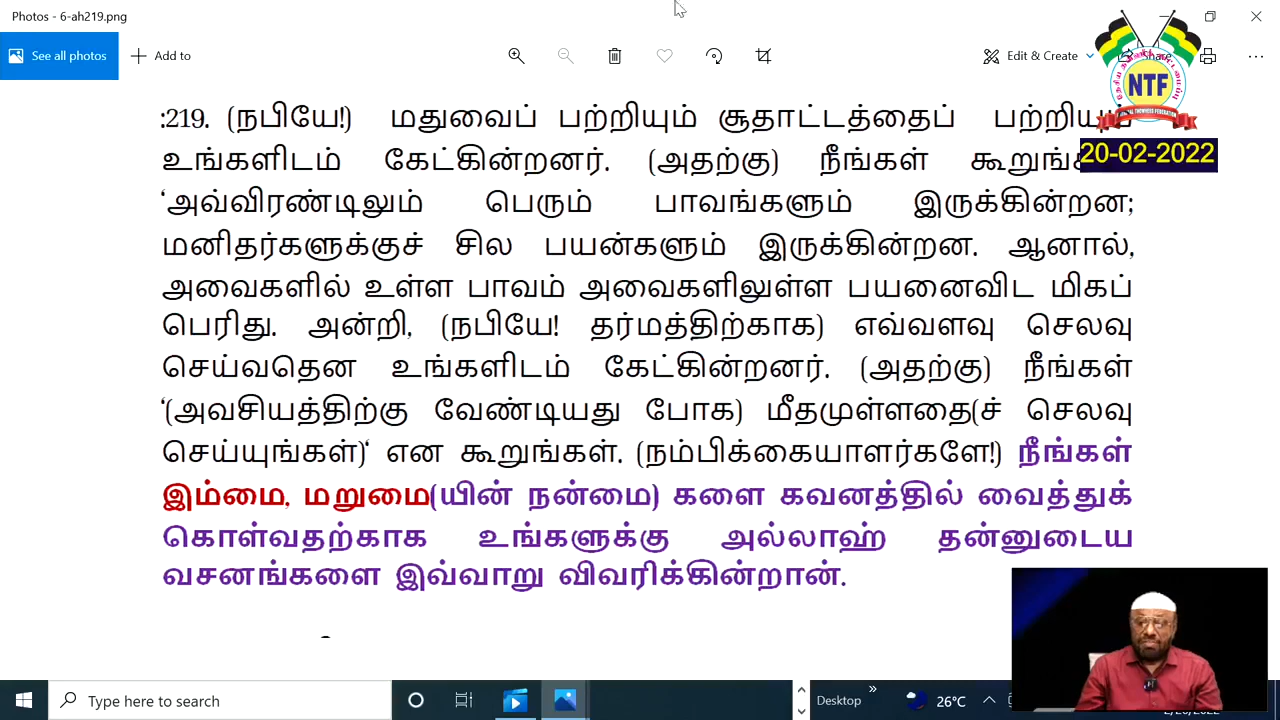 Photos - 6-ah219.png
See all photos
Add to
Edit & Create
Share
NTF
20-02-2022
:219. (நபியே!) மதுவைப் பற்றியும் சூதாட்டத்தைப் பற்றியும்
உங்களிடம் கேட்கின்றனர். (அதற்கு) நீங்கள்
‘அவ்விரண்டிலும் பெரும் பாவங்களும் இருக்கின்றன;
மனிதர்களுக்குச் சில பயன்களும் இருக்கின்றன. ஆனால்,
அவைகளில் உள்ள பாவம் அவைகளிலுள்ள பயனைவிட மிகப்
பெரிது. அன்றி, (நபியே! தர்மத்திற்காக) எவ்வளவு செலவு
செய்வதென உங்களிடம் கேட்கின்றனர். (அதற்கு) நீங்கள்
‘(அவசியத்திற்கு வேண்டியது போக) மீதமுள்ளதை(ச் செலவு
செய்யுங்கள்)‘ என கூறுங்கள். (நம்பிக்கையாளர்களே!) நீங்கள்
இம்மை, மறுமை(யின் நன்மை) களை கவனத்தில் வைத்துக்
கொள்வதற்காக உங்களுக்கு அல்லாஹ் தன்னுடைய
வசனங்களை இவ்வாறு விவரிக்கின்றான்.
Type here to search
Desktop
26°C